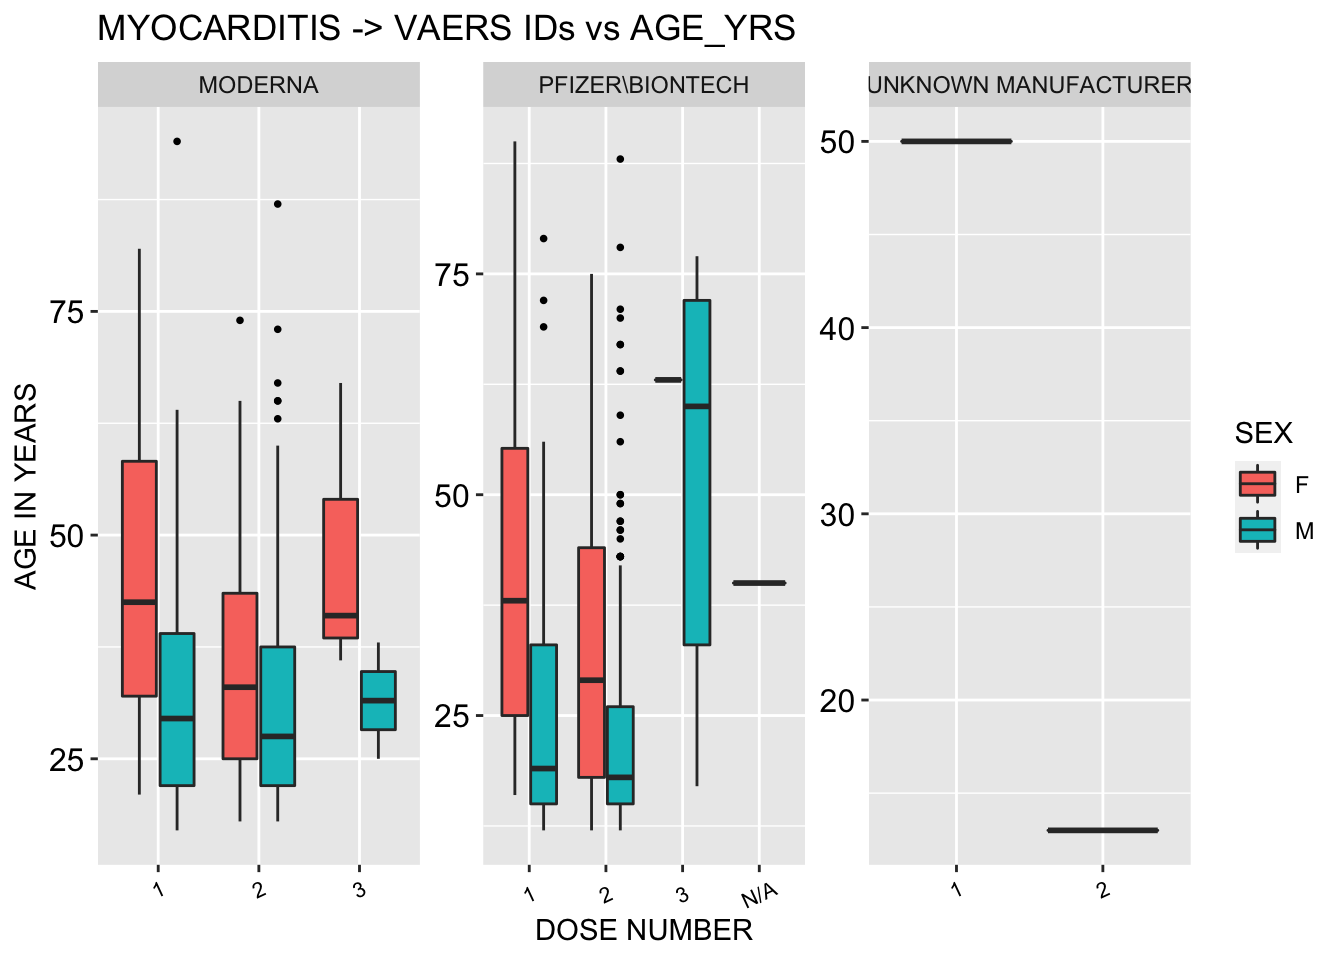 MYOCARDITIS -> VAERS IDs vs AGE_YRS
MODERNA
PFIZER\BIONTECH
UNKNOWN MANUFACTURER
AGE IN YEARS
75
50
25
75
50
25
50
40
30
20
1
2
3
1
2
3
N/A
1
2
DOSE NUMBER
SEX
F
M